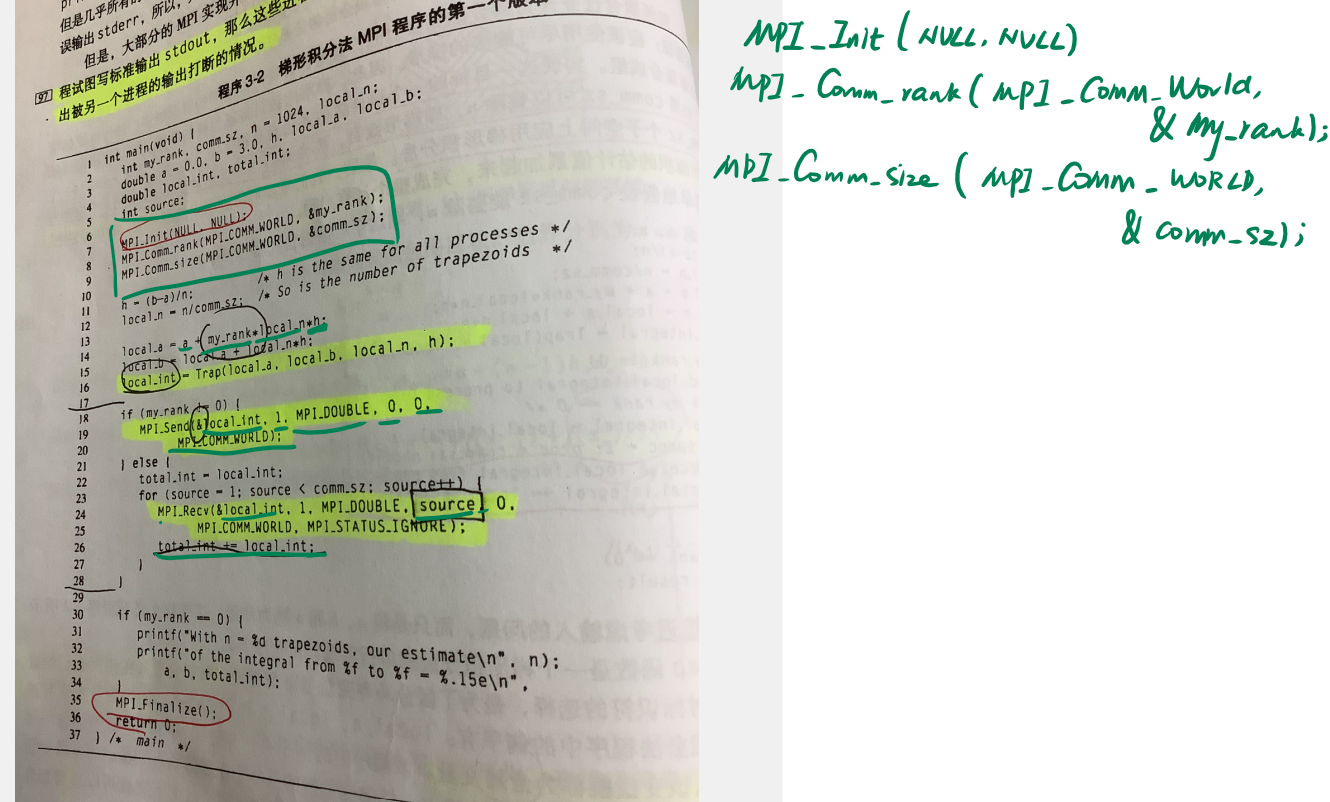 但是几乎所有的 MPI 实现
误输出 stderr，所以，
但是，大部分的 MPI 实现
97 程试图写标准输出 stdout，那么这些进
出被另一个进程的输出打断的情况。
程序 3-2 梯形积分法 MPI 程序的第一个版本
1 int main(void) {
2 int my_rank, comm_sz, n = 1024, local_n;
3 double a = 0.0, b = 3.0, h, local_a, local_b;
4 double local_int, total_int;
5 int source;
6
7 MPI_Init(NULL, NULL);
8 MPI_Comm_rank(MPI_COMM_WORLD, &my_rank);
9 MPI_Comm_size(MPI_COMM_WORLD, &comm_sz);
10
11 h = (b-a)/n; /* h is the same for all processes */
12 local_n = n/comm_sz; /* So is the number of trapezoids */
13
14 local_a = a + my_rank*local_n*h;
15 local_b = local_a + local_n*h;
16 local_int = Trap(local_a, local_b, local_n, h);
17
18 if (my_rank != 0) {
19 MPI_Send(&local_int, 1, MPI_DOUBLE, 0, 0,
20 MPI_COMM_WORLD);
21 } else {
22 total_int = local_int;
23 for (source = 1; source < comm_sz; source++) {
24 MPI_Recv(&local_int, 1, MPI_DOUBLE, source, 0,
25 MPI_COMM_WORLD, MPI_STATUS_IGNORE);
26 total_int += local_int;
27 }
28 }
29
30 if (my_rank == 0) {
31 printf("With n = %d trapezoids, our estimate\n", n);
32 printf("of the integral from %f to %f = %.15e\n",
33 a, b, total_int);
34 }
35 MPI_Finalize();
36 return 0;
37 } /* main */
MPI_Init ( NULL, NULL)
MPI_Comm_rank ( MPI_Comm_World,
& My_rank);
MPI_Comm_size ( MPI_Comm_WORLD,
& comm_sz);